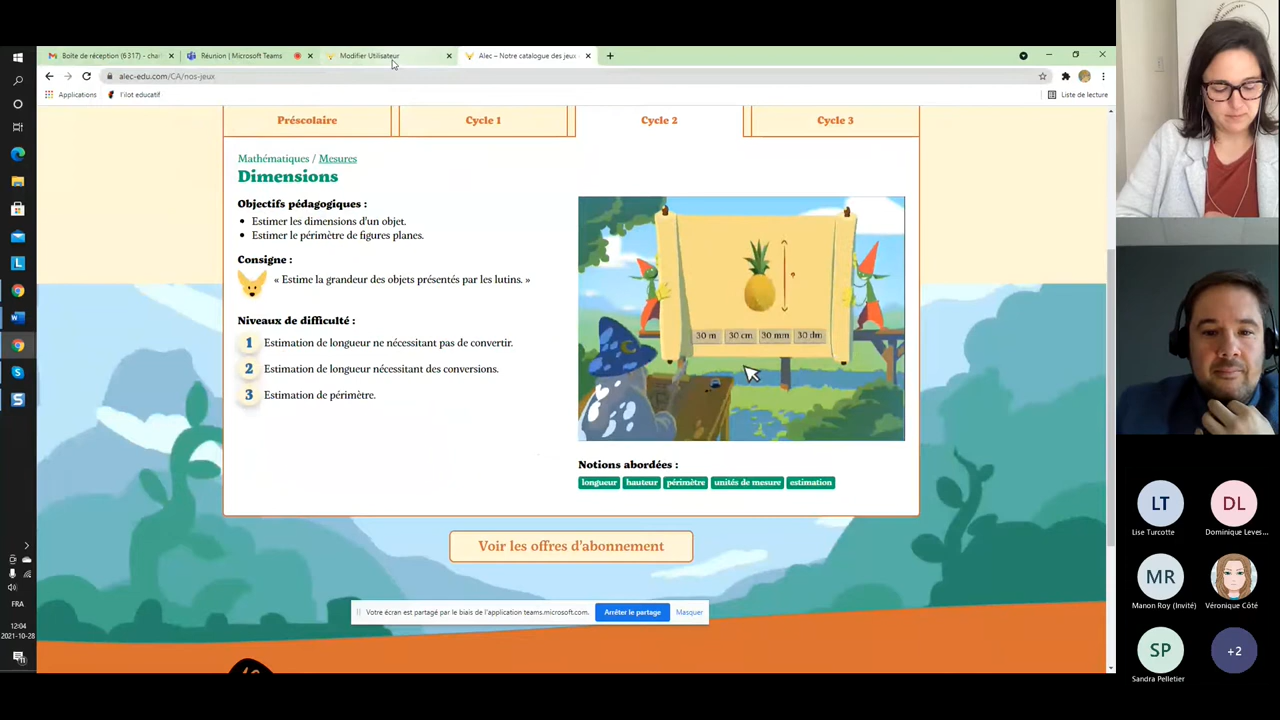 Boîte de réception (6 317) - cha
Réunion | Microsoft Teams
Modifier Utilisateur
Alec – Notre catalogue des jeux
alec-edu.com/CA/nos-jeux
Applications
l'ilot educatif
Liste de lecture
Préscolaire
Cycle 1
Cycle 2
Cycle 3
Mathématiques / Mesures
Dimensions
Objectifs pédagogiques :
Estimer les dimensions d'un objet.
Estimer le périmètre de figures planes.
Consigne :
« Estime la grandeur des objets présentés par les lutins. »
Niveaux de difficulté :
1 Estimation de longueur ne nécessitant pas de convertir.
2 Estimation de longueur nécessitant des conversions.
3 Estimation de périmètre.
?
30 m 30 cm 30 mm 30 dm
Notions abordées :
longueur hauteur périmètre unités de mesure estimation
Voir les offres d'abonnement
Votre écran est partagé par le biais de l'application teams.microsoft.com.
Arrêter le partage
Masquer
FRA
12:04
2021-10-28
LT
Lise Turcotte
DL
Dominique Leves...
MR
Manon Roy (Invité)
Véronique Côté
SP
Sandra Pelletier
+2